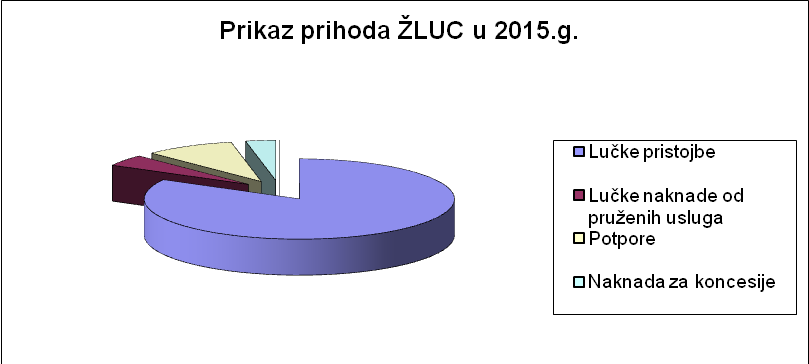 Prikaz prihoda ŽLUC u 2015.g.
Lučke pristojbe
Lučke naknade od
pruženih usluga
Potpore
Naknada za koncesije